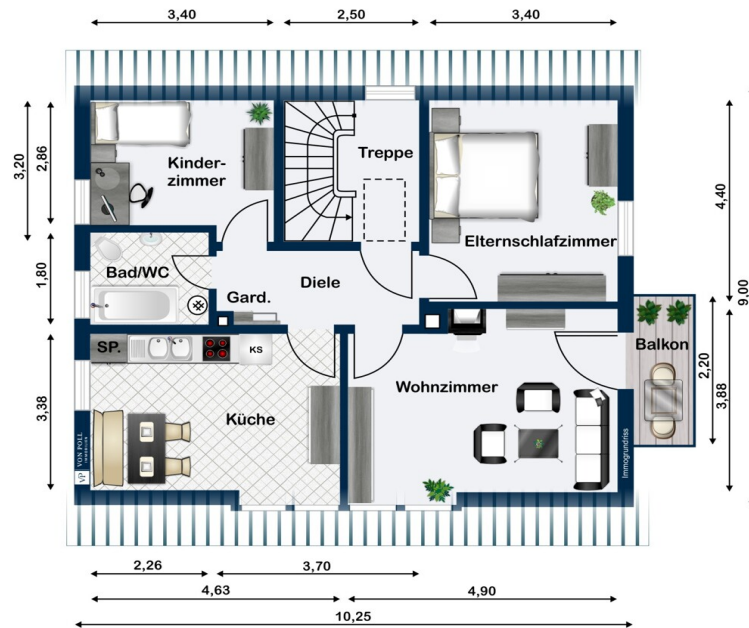 3,40
2,50
3,40
3,20
2,86
Kinder-
zimmer
Treppe
4,40
Elternschlafzimmer
1,80
Bad/WC
Diele
9,00
Gard.
SP.
KS
Balkon
2,20
3,88
Wohnzimmer
3,38
Küche
VON POLL
IMMOBILIEN
VP
Immogrundriss
2,26
3,70
4,63
4,90
10,25